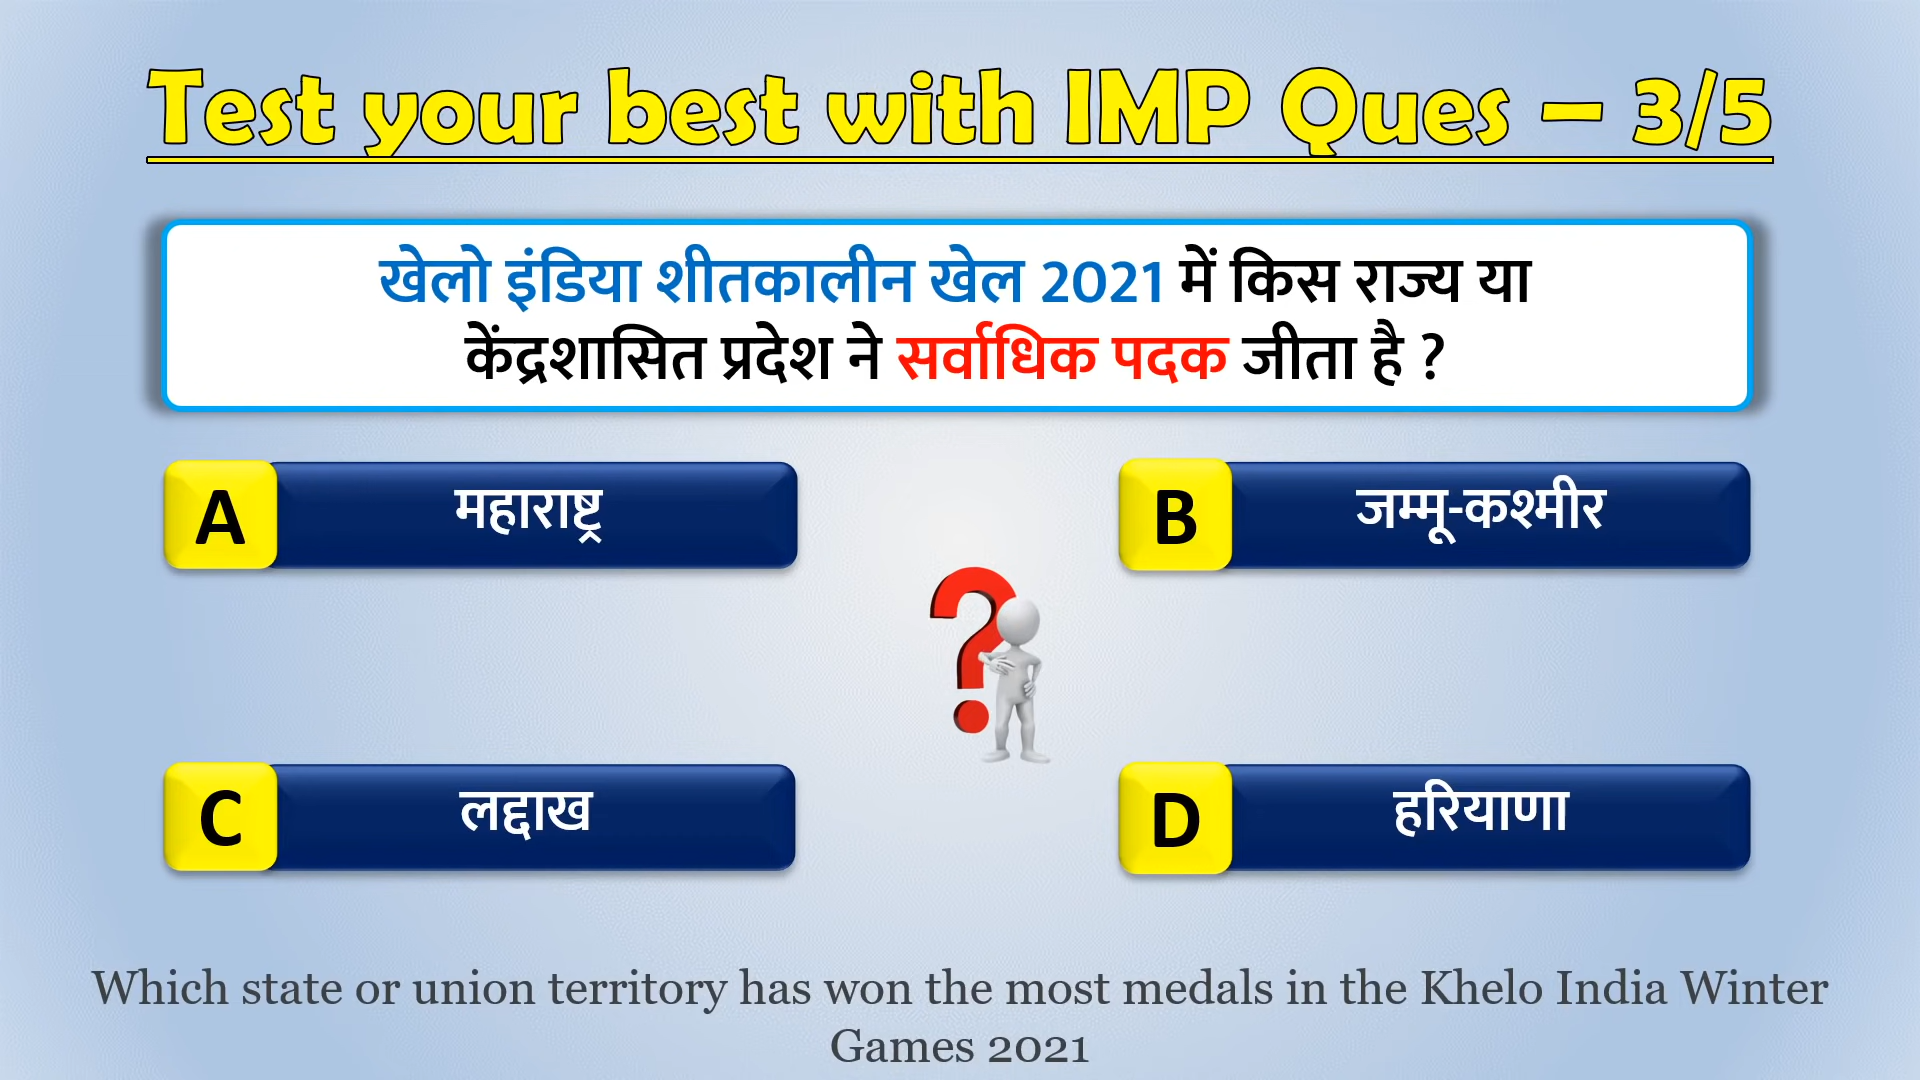 Test your best with IMP Ques – 3/5
खेलो इंडिया शीतकालीन खेल 2021 में किस राज्य या
केंद्रशासित प्रदेश ने सर्वाधिक पदक जीता है ?
A महाराष्ट्र
B जम्मू-कश्मीर
C लद्दाख
D हरियाणा
Which state or union territory has won the most medals in the Khelo India Winter
Games 2021